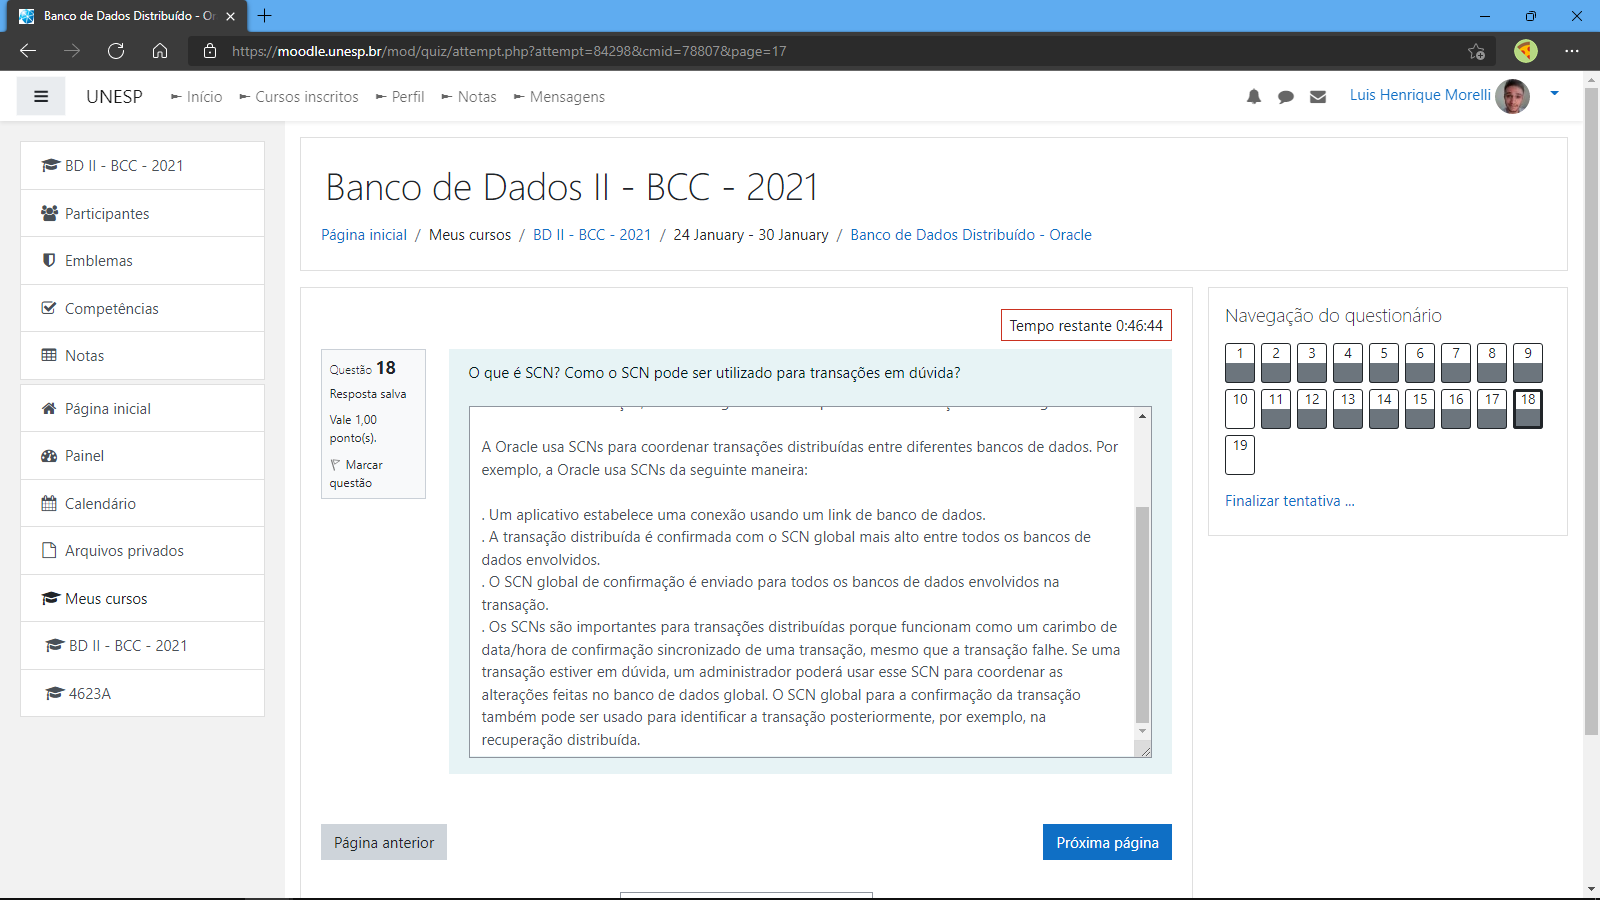 Banco de Dados Distribuído - Or
https://moodle.unesp.br/mod/quiz/attempt.php?attempt=84298&cmid=78807&page=17
UNESP
Início
Cursos inscritos
Perfil
Notas
Mensagens
Luis Henrique Morelli
BD II - BCC - 2021
Participantes
Emblemas
Competências
Notas
Página inicial
Painel
Calendário
Arquivos privados
Meus cursos
BD II - BCC - 2021
4623A
Banco de Dados II - BCC - 2021
Página inicial / Meus cursos / BD II - BCC - 2021 / 24 January - 30 January / Banco de Dados Distribuído - Oracle
Tempo restante 0:46:44
Questão 18
Resposta salva
Vale 1,00
ponto(s).
Marcar
questão
O que é SCN? Como o SCN pode ser utilizado para transações em dúvida?
A Oracle usa SCNs para coordenar transações distribuídas entre diferentes bancos de dados. Por
exemplo, a Oracle usa SCNs da seguinte maneira:
. Um aplicativo estabelece uma conexão usando um link de banco de dados.
. A transação distribuída é confirmada com o SCN global mais alto entre todos os bancos de
dados envolvidos.
. O SCN global de confirmação é enviado para todos os bancos de dados envolvidos na
transação.
. Os SCNs são importantes para transações distribuídas porque funcionam como um carimbo de
data/hora de confirmação sincronizado de uma transação, mesmo que a transação falhe. Se uma
transação estiver em dúvida, um administrador poderá usar esse SCN para coordenar as
alterações feitas no banco de dados global. O SCN global para a confirmação da transação
também pode ser usado para identificar a transação posteriormente, por exemplo, na
recuperação distribuída.
Página anterior
Próxima página
Navegação do questionário
1 2 3 4 5 6 7 8 9
10 11 12 13 14 15 16 17 18
19
Finalizar tentativa ...